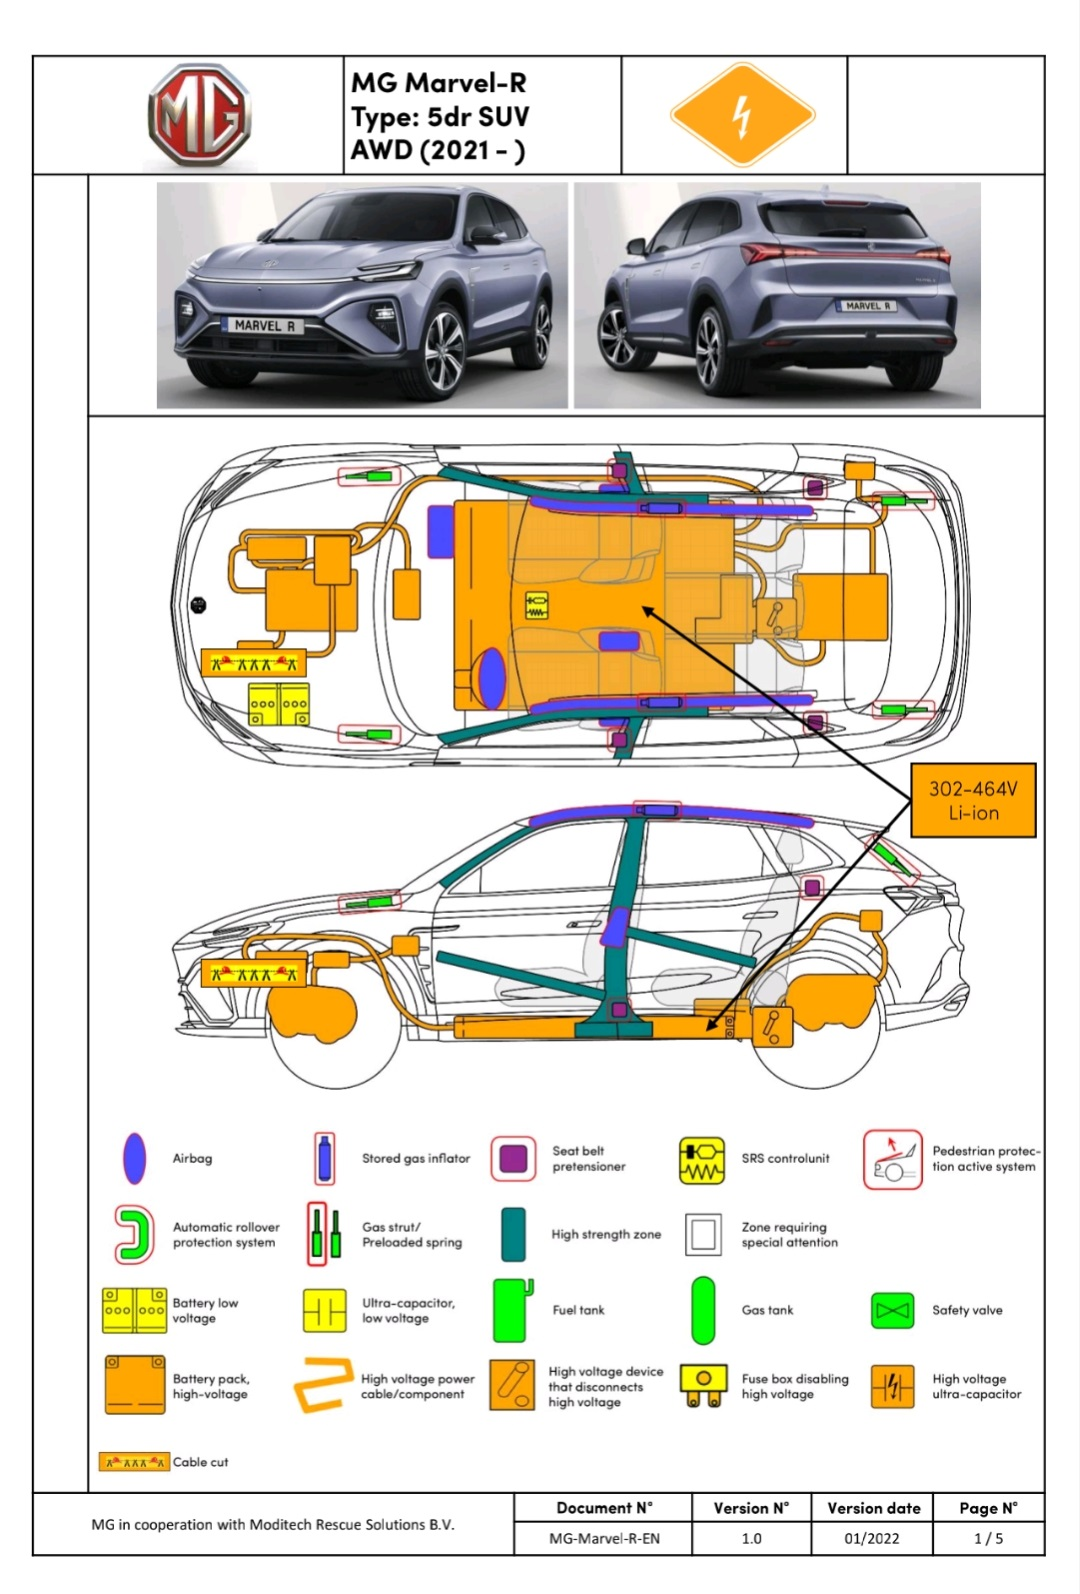 MG
MG Marvel-R
Type: 5dr SUV
AWD (2021 - )
MARVEL R
MARVEL R
302-464V
Li-ion
Airbag
Stored gas inflator
Seat belt
pretensioner
SRS controlunit
Pedestrian protec-
tion active system
Automatic rollover
protection system
Gas strut/
Preloaded spring
High strength zone
Zone requiring
special attention
Battery low
voltage
Ultra-capacitor,
low voltage
Fuel tank
Gas tank
Safety valve
Battery pack,
high-voltage
High voltage power
cable/component
High voltage device
that disconnects
high voltage
Fuse box disabling
high voltage
High voltage
ultra-capacitor
Cable cut
MG in cooperation with Moditech Rescue Solutions B.V.
Document N°
Version N°
Version date
Page N°
MG-Marvel-R-EN
1.0
01/2022
1 / 5